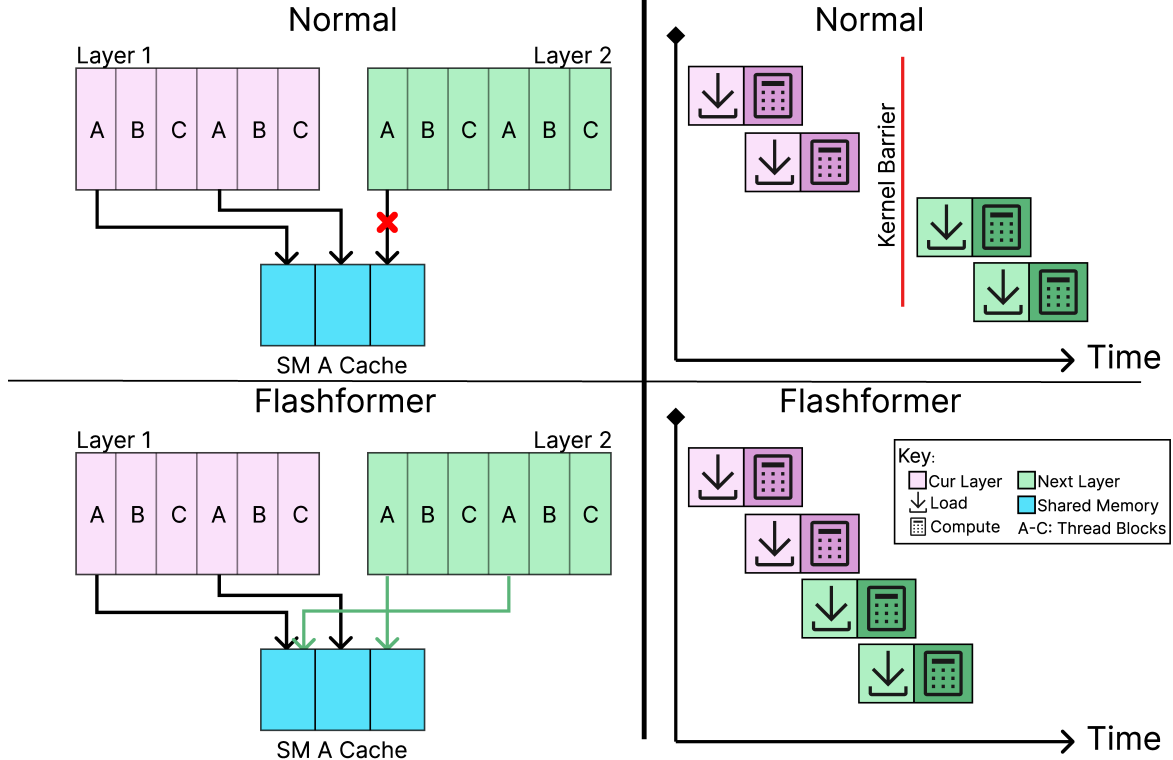 Normal
Layer 1
Layer 2
A B C A B C
A B C A B C
SM A Cache
Normal
Kernel Barrier
Time
Flashformer
Layer 1
Layer 2
A B C A B C
A B C A B C
SM A Cache
Flashformer
Key:
Cur Layer
Next Layer
Load
Shared Memory
Compute
A-C: Thread Blocks
Time